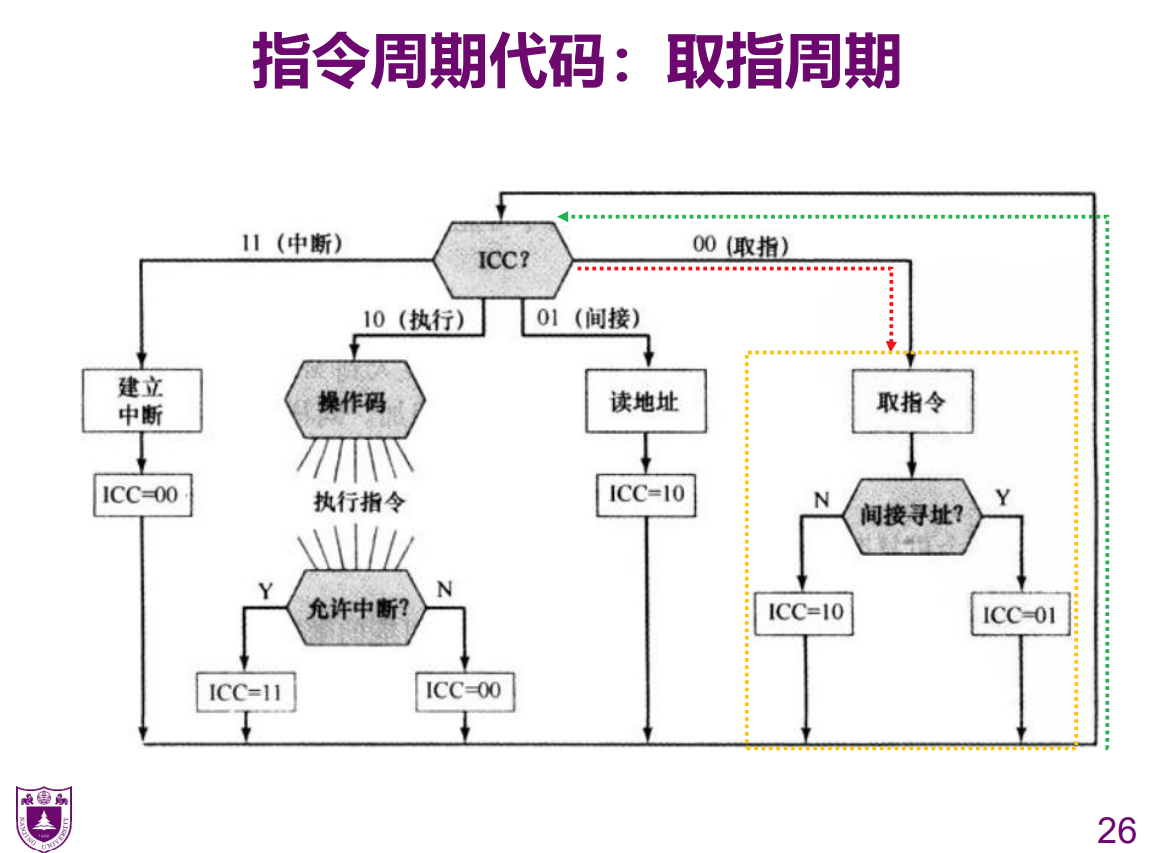 指令周期代码：取指周期
ICC?
11 (中断)
00 (取指)
10 (执行)
01 (间接)
建立
中断
操作码
读地址
取指令
ICC=00
执行指令
ICC=10
N
间接寻址?
Y
ICC=10
ICC=01
Y
允许中断?
N
ICC=11
ICC=00
NANJING UNIVERSITY
26